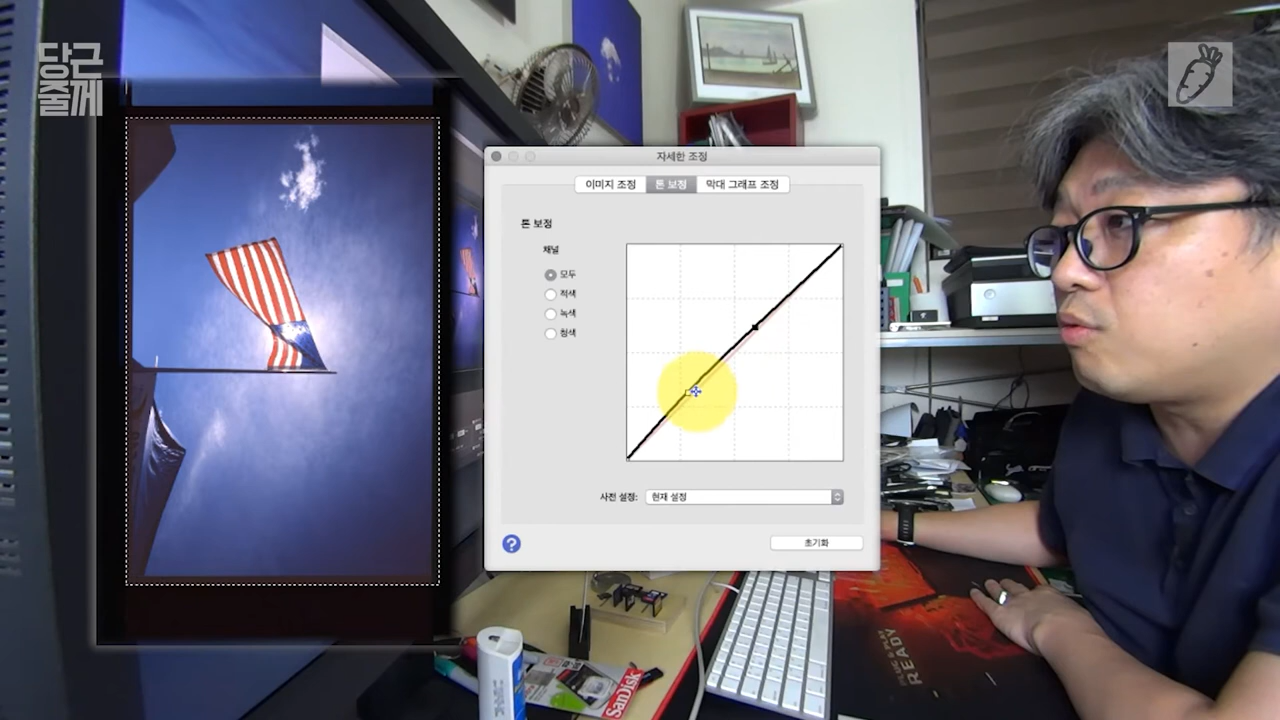 당근
줄께
자세한 조정
이미지 조정
톤 보정
막대 그래프 조정
톤 보정
채널
모두
적색
녹색
청색
사전 설정:
현재 설정
?
초기화
READY
SanDisk